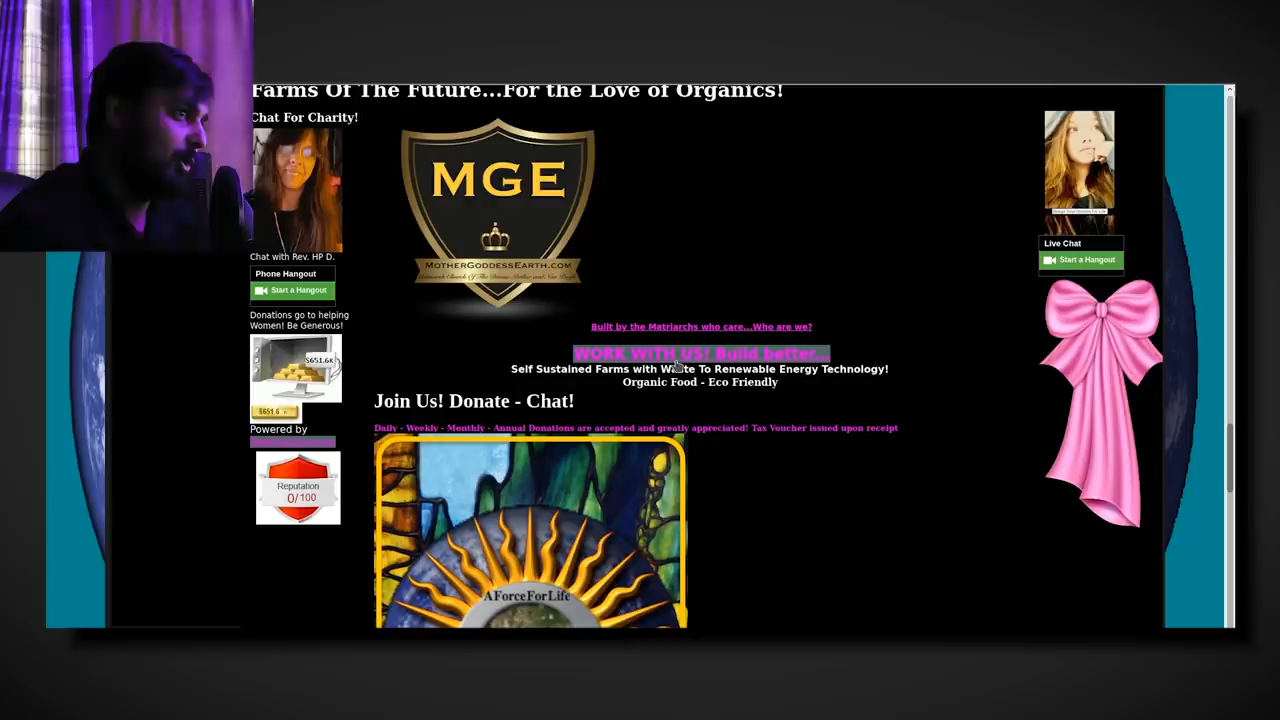 Farms Of The Future...For the Love of Organics!
Chat For Charity!
MGE
MOTHERGODDESSEARTH.COM
Chat with Rev. HP D.
Phone Hangout
Start a Hangout
Donations go to helping
Women! Be Generous!
$651.6K
$651.6
Powered by
Reputation
0/100
Built by the Matriarchs who care...Who are we?
WORK WITH US! Build better...
Self Sustained Farms with Waste To Renewable Energy Technology!
Organic Food - Eco Friendly
Join Us! Donate - Chat!
Daily - Weekly - Monthly - Annual Donations are accepted and greatly appreciated! Tax Voucher issued upon receipt
AForceForLife
Live Chat
Start a Hangout